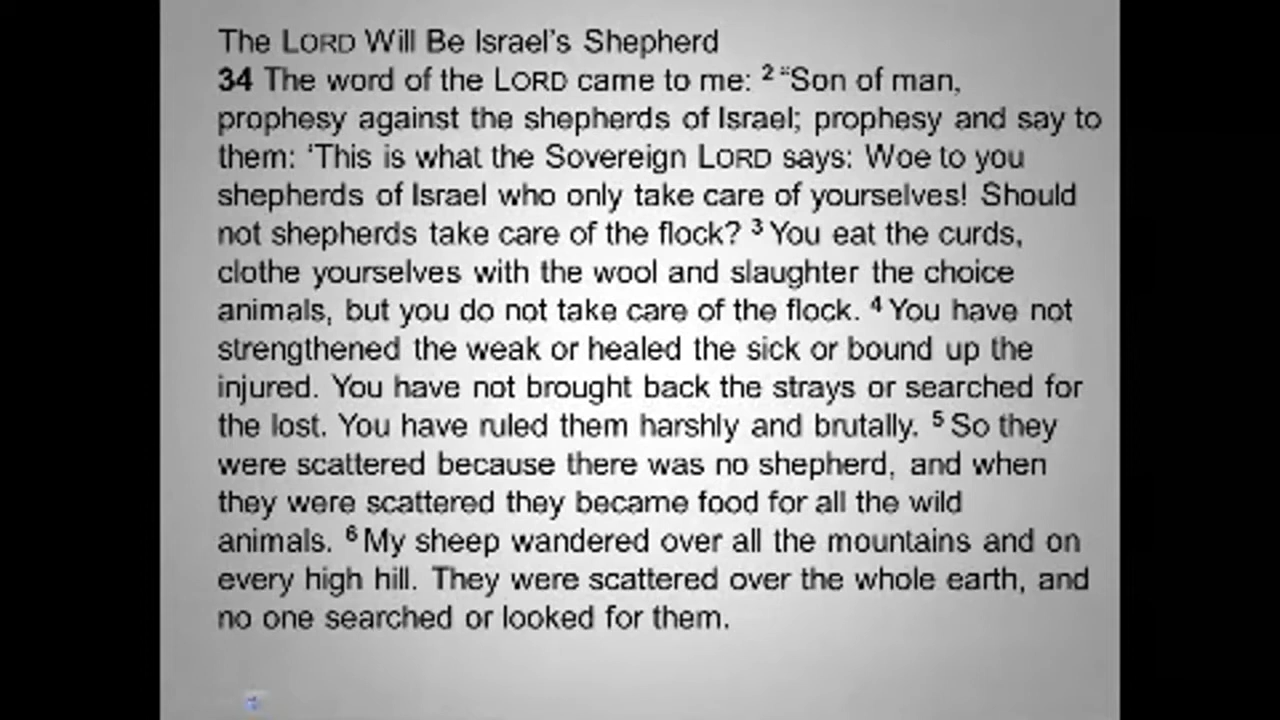 The LORD Will Be Israel's Shepherd
34 The word of the LORD came to me: 2 “Son of man,
prophesy against the shepherds of Israel; prophesy and say to
them: ‘This is what the Sovereign LORD says: Woe to you
shepherds of Israel who only take care of yourselves! Should
not shepherds take care of the flock? 3 You eat the curds,
clothe yourselves with the wool and slaughter the choice
animals, but you do not take care of the flock. 4 You have not
strengthened the weak or healed the sick or bound up the
injured. You have not brought back the strays or searched for
the lost. You have ruled them harshly and brutally. 5 So they
were scattered because there was no shepherd, and when
they were scattered they became food for all the wild
animals. 6 My sheep wandered over all the mountains and on
every high hill. They were scattered over the whole earth, and
no one searched or looked for them.